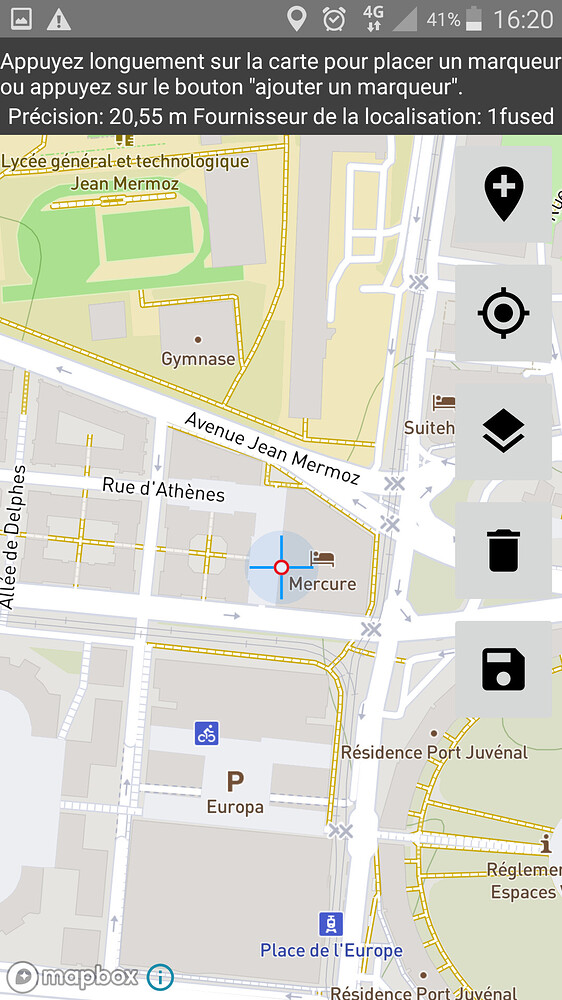 4G 41% 16:20
Appuyez longuement sur la carte pour placer un marqueur
ou appuyez sur le bouton "ajouter un marqueur".
Précision: 20,55 m Fournisseur de la localisation: 1fused
Lycée général et technologique
Jean Mermoz
Gymnase
Suiteh
Avenue Jean Mermoz
Rue d'Athènes
Allée de Delphes
Mercure
Résidence Port Juvénal
P
Europa
Réglemen
Espaces V
Place de l'Europe
mapbox
Résidence Port Juvénal